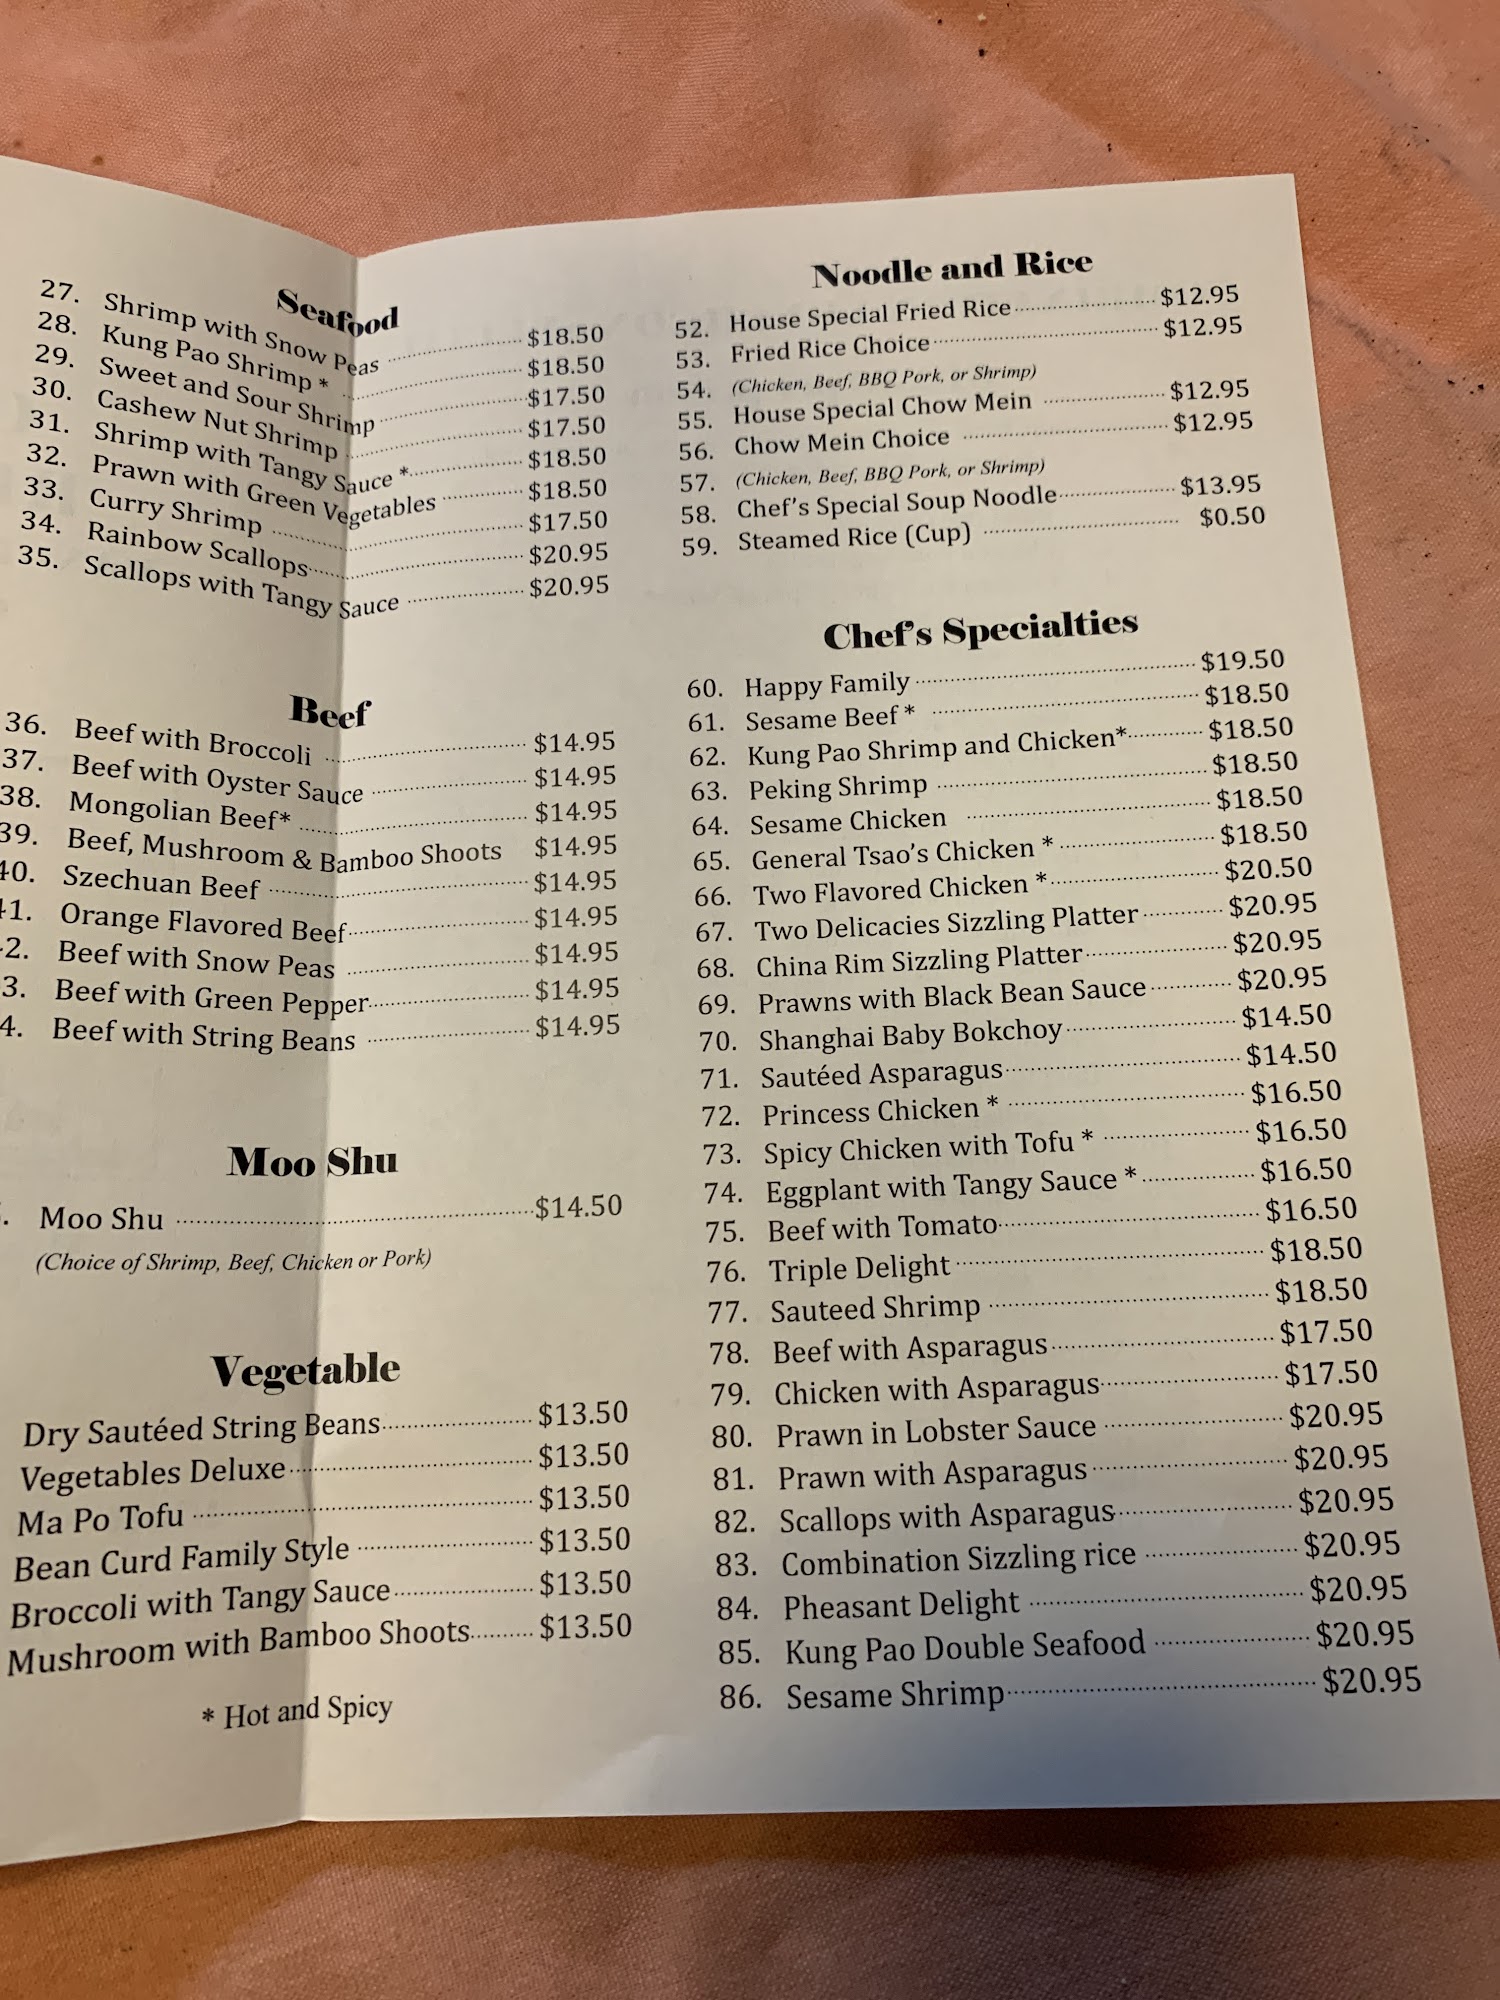 Seafood
27. Shrimp with Snow Peas $18.50
28. Kung Pao Shrimp * $18.50
29. Sweet and Sour Shrimp $17.50
30. Cashew Nut Shrimp $17.50
31. Shrimp with Tangy Sauce * $18.50
32. Prawn with Green Vegetables $18.50
33. Curry Shrimp $17.50
34. Rainbow Scallops $20.95
35. Scallops with Tangy Sauce $20.95
Beef
36. Beef with Broccoli $14.95
37. Beef with Oyster Sauce $14.95
38. Mongolian Beef* $14.95
39. Beef, Mushroom & Bamboo Shoots $14.95
40. Szechuan Beef $14.95
41. Orange Flavored Beef $14.95
2. Beef with Snow Peas $14.95
3. Beef with Green Pepper $14.95
4. Beef with String Beans $14.95
Moo Shu
. Moo Shu $14.50
(Choice of Shrimp, Beef, Chicken or Pork)
Vegetable
Dry Sautéed String Beans $13.50
Vegetables Deluxe $13.50
Ma Po Tofu $13.50
Bean Curd Family Style $13.50
Broccoli with Tangy Sauce $13.50
Mushroom with Bamboo Shoots $13.50
* Hot and Spicy
Noodle and Rice
52. House Special Fried Rice $12.95
53. Fried Rice Choice $12.95
54. (Chicken, Beef, BBQ Pork, or Shrimp)
55. House Special Chow Mein $12.95
56. Chow Mein Choice $12.95
57. (Chicken, Beef, BBQ Pork, or Shrimp)
58. Chef's Special Soup Noodle $13.95
59. Steamed Rice (Cup) $0.50
Chef's Specialties
60. Happy Family $19.50
61. Sesame Beef * $18.50
62. Kung Pao Shrimp and Chicken* $18.50
63. Peking Shrimp $18.50
64. Sesame Chicken $18.50
65. General Tsao's Chicken * $18.50
66. Two Flavored Chicken * $20.50
67. Two Delicacies Sizzling Platter $20.95
68. China Rim Sizzling Platter $20.95
69. Prawns with Black Bean Sauce $20.95
70. Shanghai Baby Bokchoy $14.50
71. Sautéed Asparagus $14.50
72. Princess Chicken * $16.50
73. Spicy Chicken with Tofu * $16.50
74. Eggplant with Tangy Sauce * $16.50
75. Beef with Tomato $16.50
76. Triple Delight $18.50
77. Sauteed Shrimp $18.50
78. Beef with Asparagus $17.50
79. Chicken with Asparagus $17.50
80. Prawn in Lobster Sauce $20.95
81. Prawn with Asparagus $20.95
82. Scallops with Asparagus $20.95
83. Combination Sizzling rice $20.95
84. Pheasant Delight $20.95
85. Kung Pao Double Seafood $20.95
86. Sesame Shrimp $20.95